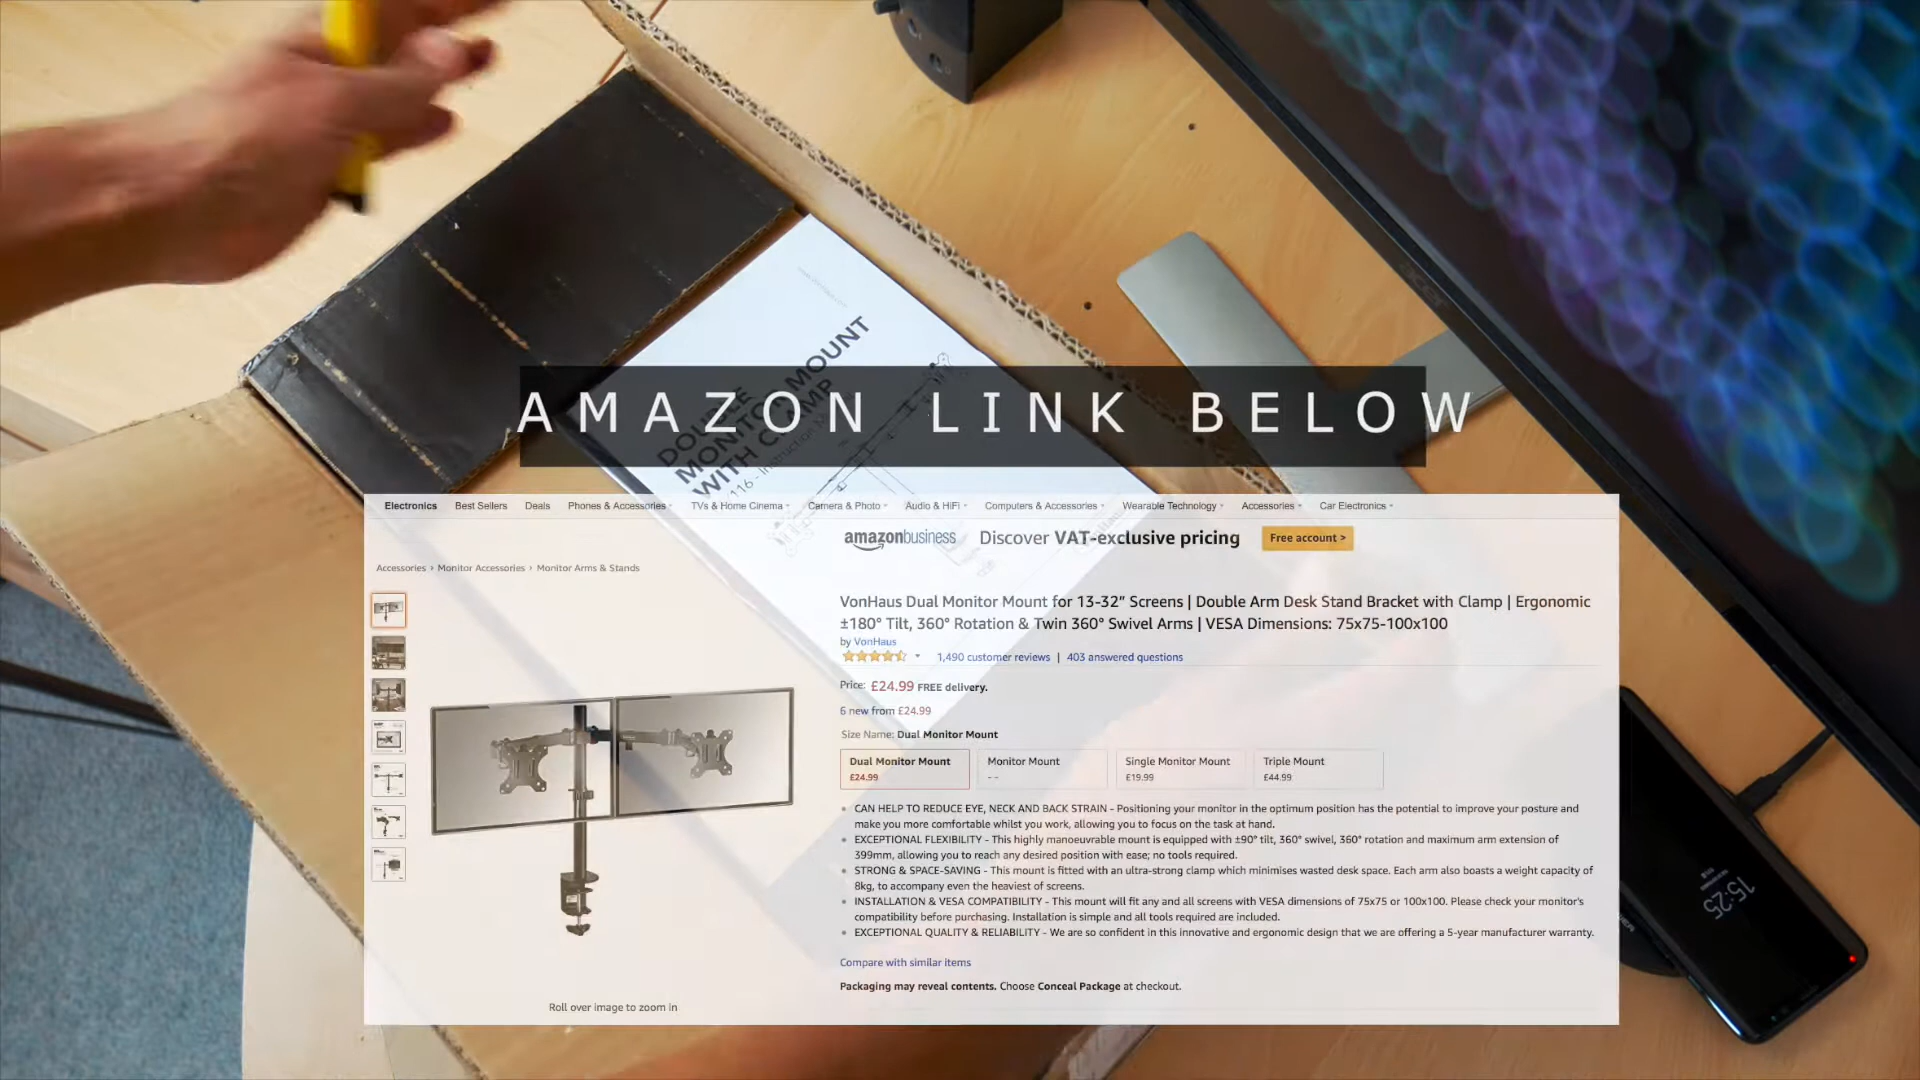 acer
DOUBLE
MONITOR MOUNT
WITH CLAMP
AMAZON LINK BELOW
Electronics Best Sellers Deals Phones & Accessories TVs & Home Cinema Camera & Photo Audio & HiFi Computers & Accessories Wearable Technology Accessories Car Electronics
amazonbusiness Discover VAT-exclusive pricing Free account >
Accessories › Monitor Accessories › Monitor Arms & Stands
VonHaus Dual Monitor Mount for 13-32" Screens | Double Arm Desk Stand Bracket with Clamp | Ergonomic
±180° Tilt, 360° Rotation & Twin 360° Swivel Arms | VESA Dimensions: 75x75-100x100
by VonHaus
1,490 customer reviews | 403 answered questions
Price: £24.99 FREE delivery.
6 new from £24.99
Size Name: Dual Monitor Mount
Dual Monitor Mount Monitor Mount Single Monitor Mount Triple Mount
£24.99 -- £19.99 £44.99
• CAN HELP TO REDUCE EYE, NECK AND BACK STRAIN - Positioning your monitor in the optimum position has the potential to improve your posture and
make you more comfortable whilst you work, allowing you to focus on the task at hand.
• EXCEPTIONAL FLEXIBILITY - This highly manoeuvrable mount is equipped with ±90° tilt, 360° swivel, 360° rotation and maximum arm extension of
399mm, allowing you to reach any desired position with ease; no tools required.
• STRONG & SPACE-SAVING - This mount is fitted with an ultra-strong clamp which minimises wasted desk space. Each arm also boasts a weight capacity of
8kg, to accompany even the heaviest of screens.
• INSTALLATION & VESA COMPATIBILITY - This mount will fit any and all screens with VESA dimensions of 75x75 or 100x100. Please check your monitor's
compatibility before purchasing. Installation is simple and all tools required are included.
• EXCEPTIONAL QUALITY & RELIABILITY - We are so confident in this innovative and ergonomic design that we are offering a 5-year manufacturer warranty.
Compare with similar items
Packaging may reveal contents. Choose Conceal Package at checkout.
Roll over image to zoom in
15:25